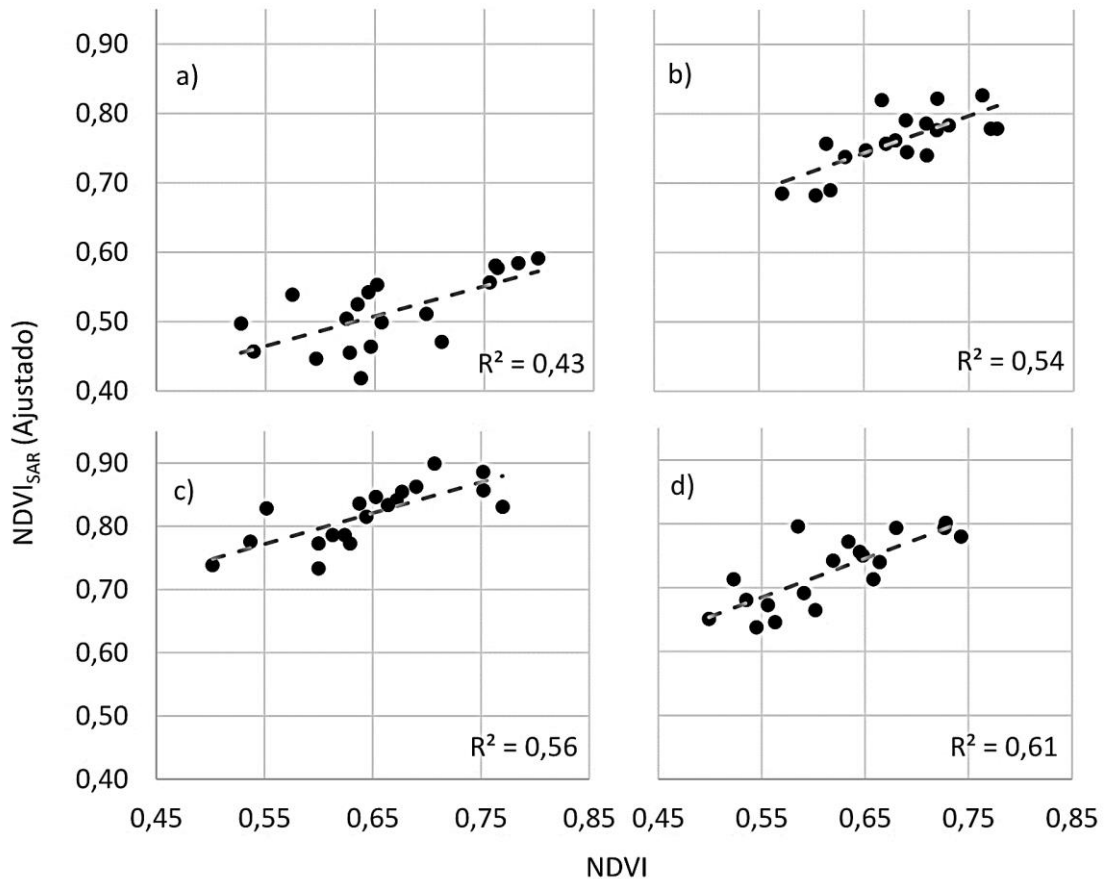 0,90
0,80
0,70
0,60
0,50
0,40
a)
R² = 0,43
b)
R² = 0,54
NDVI_SAR (Ajustado)
0,90
0,80
0,70
0,60
0,50
0,40
c)
R² = 0,56
d)
R² = 0,61
0,45 0,55 0,65 0,75 0,85 0,45 0,55 0,65 0,75 0,85
NDVI